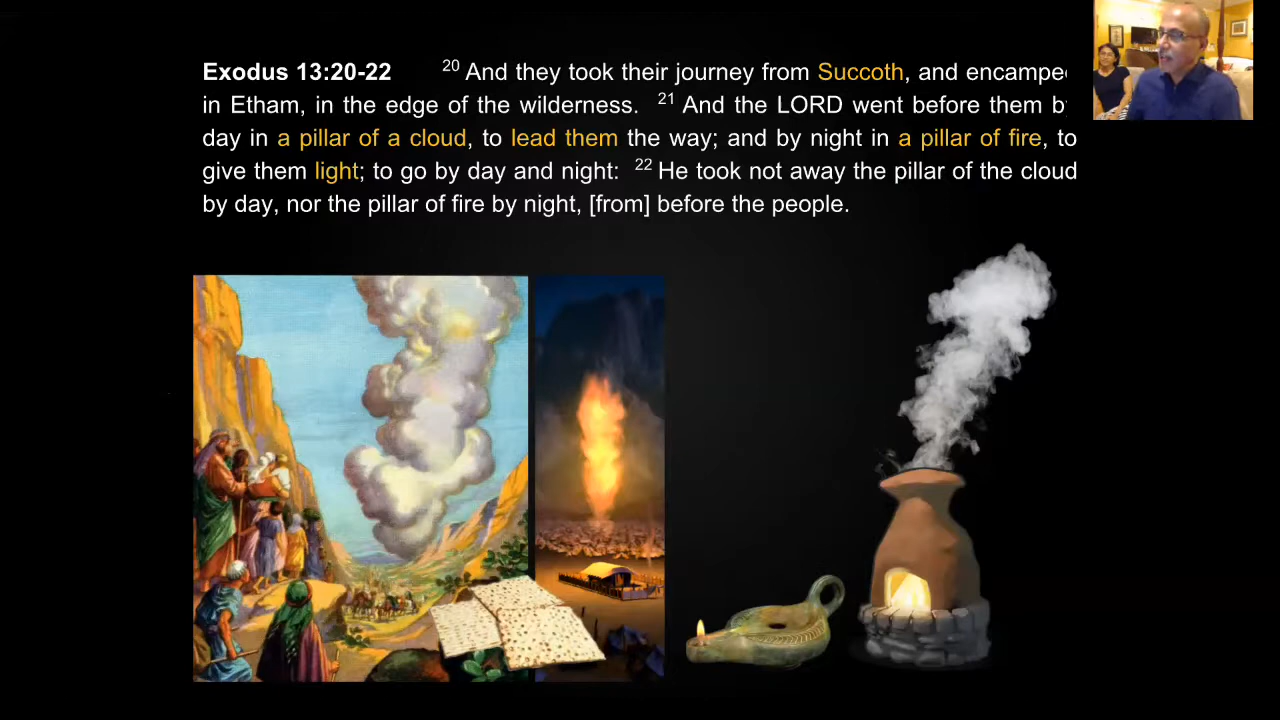 Exodus 13:20-22 20 And they took their journey from Succoth, and encampe
in Etham, in the edge of the wilderness. 21 And the LORD went before them b
day in a pillar of a cloud, to lead them the way; and by night in a pillar of fire, to
give them light; to go by day and night: 22 He took not away the pillar of the cloud
by day, nor the pillar of fire by night, [from] before the people.